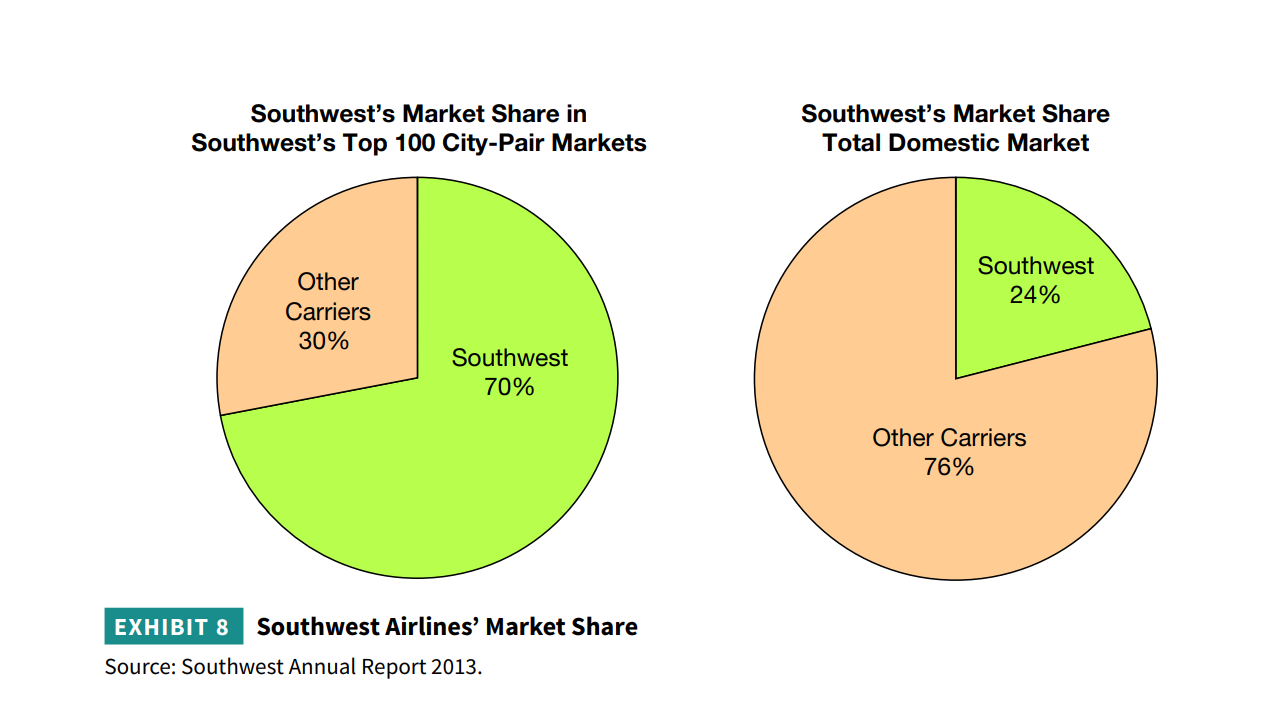 Southwest’s Market Share in
Southwest’s Top 100 City-Pair Markets
Other
Carriers
30%
Southwest
70%
Southwest’s Market Share
Total Domestic Market
Southwest
24%
Other Carriers
76%
EXHIBIT 8 Southwest Airlines’ Market Share
Source: Southwest Annual Report 2013.